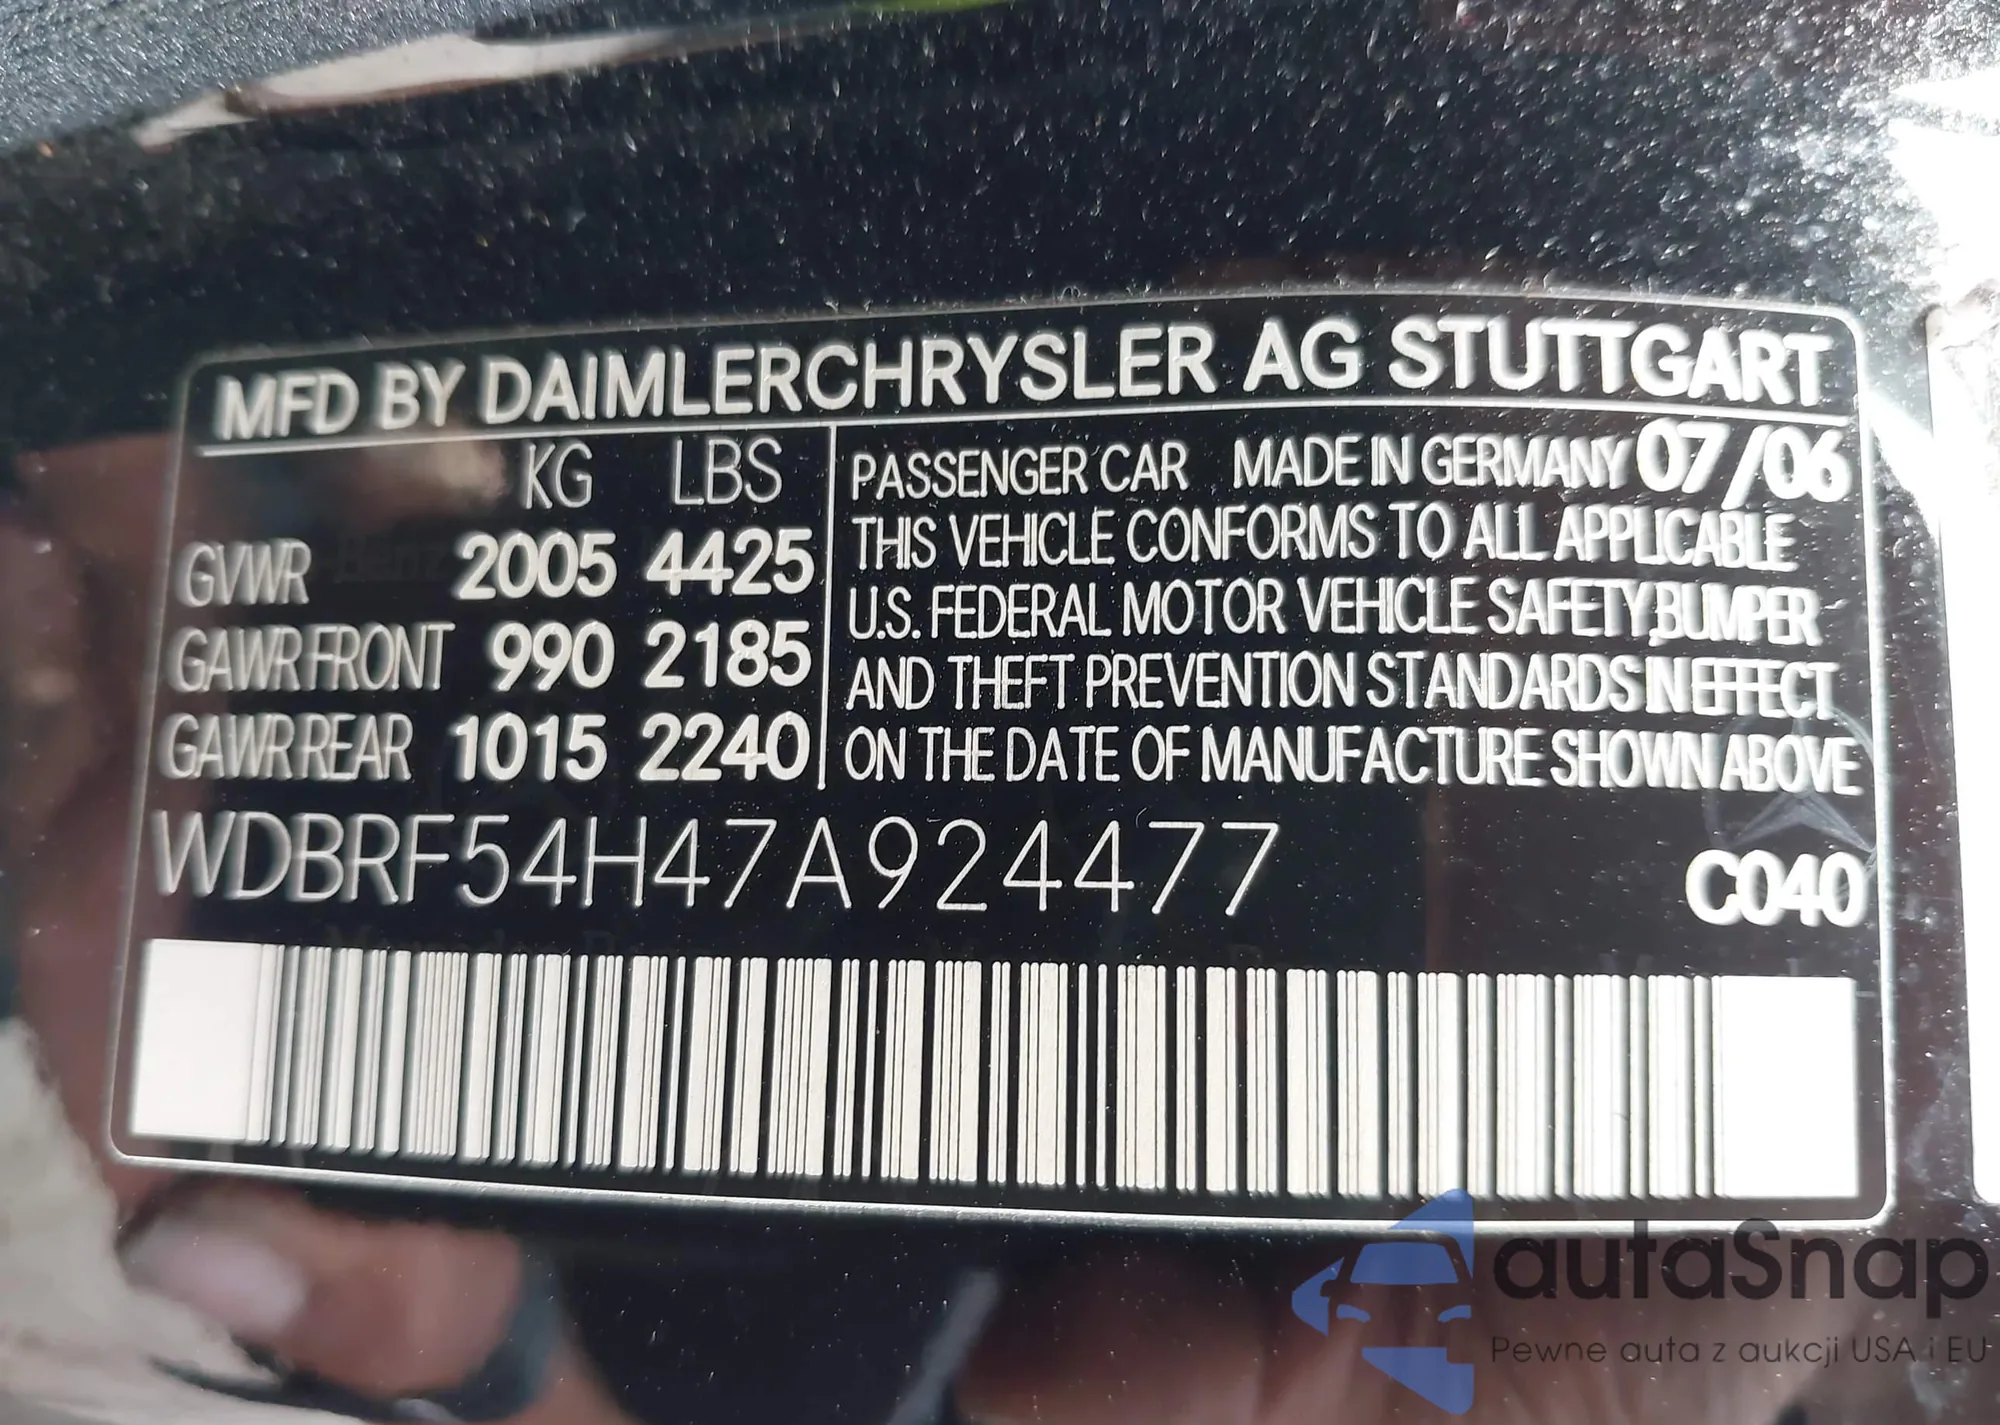 MFD BY DAIMLERCHRYSLER AG STUTTGART
KG LBS
GVWR 2005 4425
GAWR FRONT 990 2185
GAWR REAR 1015 2240
PASSENGER CAR MADE IN GERMANY 07/06
THIS VEHICLE CONFORMS TO ALL APPLICABLE
U.S. FEDERAL MOTOR VEHICLE SAFETY, BUMPER
AND THEFT PREVENTION STANDARDS IN EFFECT
ON THE DATE OF MANUFACTURE SHOWN ABOVE
WDBRF54H47A924477
C040
autaSnap
Pewne auta z aukcji USA i EU